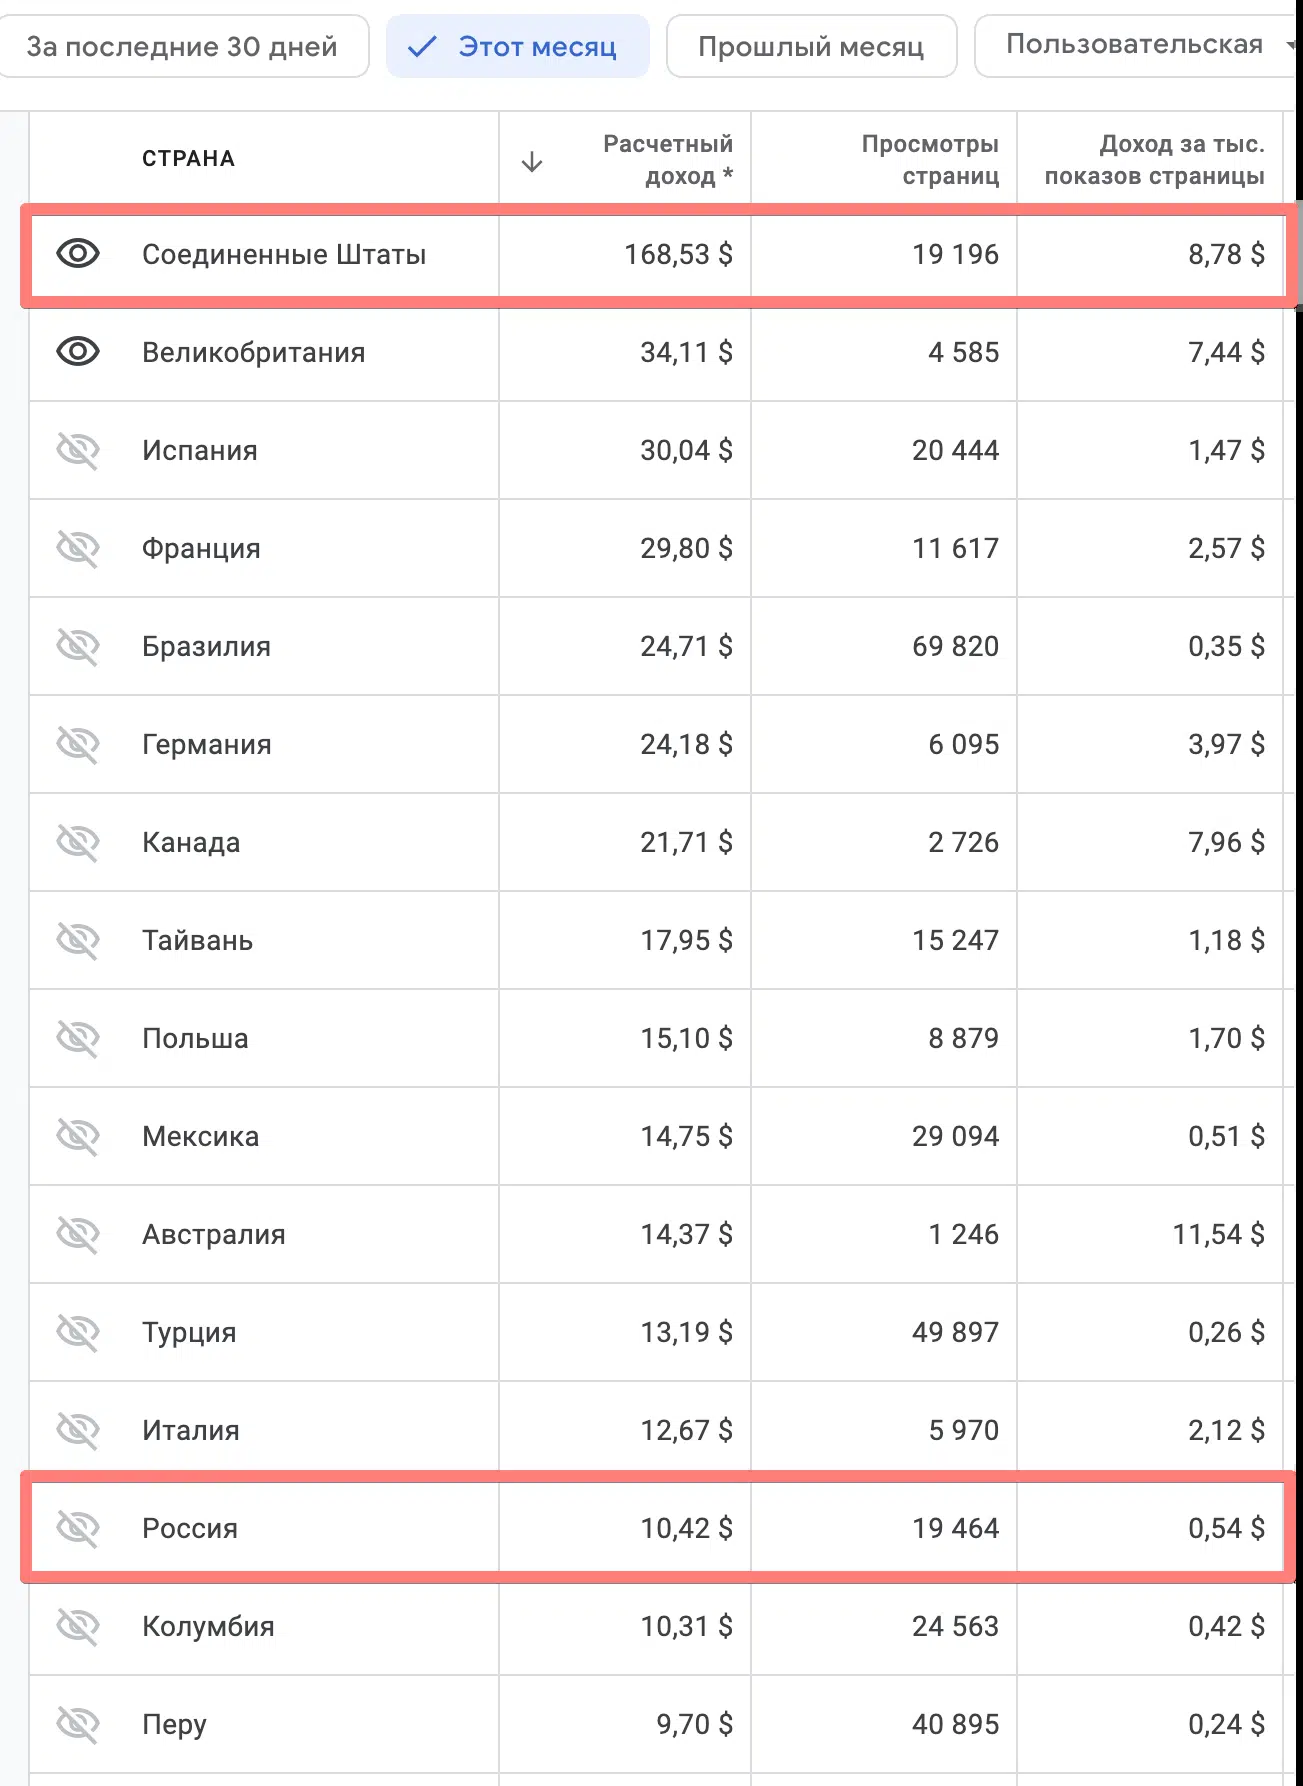 За последние 30 дней Этот месяц Прошлый месяц Пользовательская
СТРАНА Расчетный доход * Просмотры страниц Доход за тыс. показов страницы
Соединенные Штаты 168,53 $ 19 196 8,78 $
Великобритания 34,11 $ 4 585 7,44 $
Испания 30,04 $ 20 444 1,47 $
Франция 29,80 $ 11 617 2,57 $
Бразилия 24,71 $ 69 820 0,35 $
Германия 24,18 $ 6 095 3,97 $
Канада 21,71 $ 2 726 7,96 $
Тайвань 17,95 $ 15 247 1,18 $
Польша 15,10 $ 8 879 1,70 $
Мексика 14,75 $ 29 094 0,51 $
Австралия 14,37 $ 1 246 11,54 $
Турция 13,19 $ 49 897 0,26 $
Италия 12,67 $ 5 970 2,12 $
Россия 10,42 $ 19 464 0,54 $
Колумбия 10,31 $ 24 563 0,42 $
Перу 9,70 $ 40 895 0,24 $